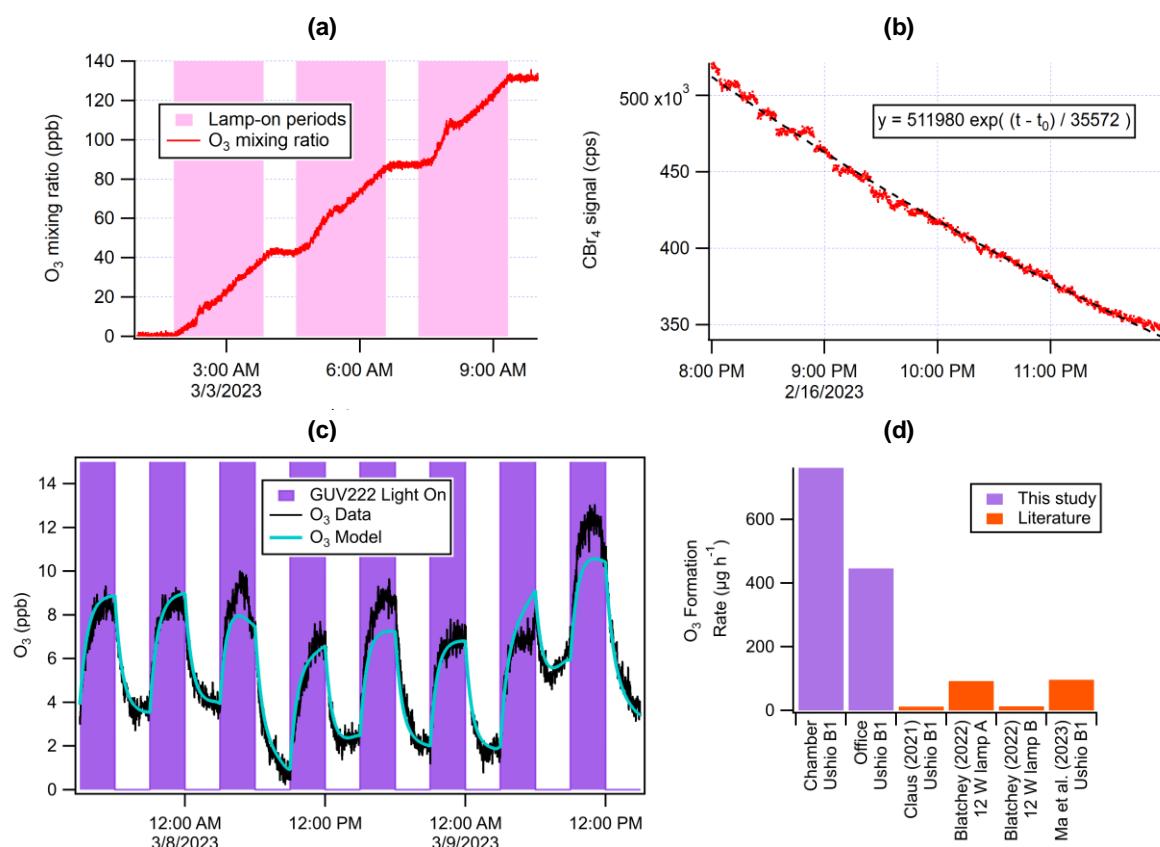 (a)
O3 mixing ratio (ppb)
140
120
100
80
60
40
20
0
Lamp-on periods
O3 mixing ratio
3:00 AM
3/3/2023
6:00 AM
9:00 AM
(b)
CBr4 signal (cps)
500 x10^3
450
400
350
y = 511980 exp( (t - t0) / 35572 )
8:00 PM
9:00 PM
2/16/2023
10:00 PM
11:00 PM
(c)
O3 (ppb)
14
12
10
8
6
4
2
0
GUV222 Light On
O3 Data
O3 Model
12:00 AM
3/8/2023
12:00 PM
12:00 AM
3/9/2023
12:00 PM
(d)
O3 Formation
Rate (µg h-1)
600
400
200
0
This study
Literature
Chamber
Ushio B1
Office
Ushio B1
Claus (2021)
Ushio B1
Blatchey (2022)
12 W lamp A
Blatchey (2022)
12 W lamp B
Ma et al. (2023)
Ushio B1